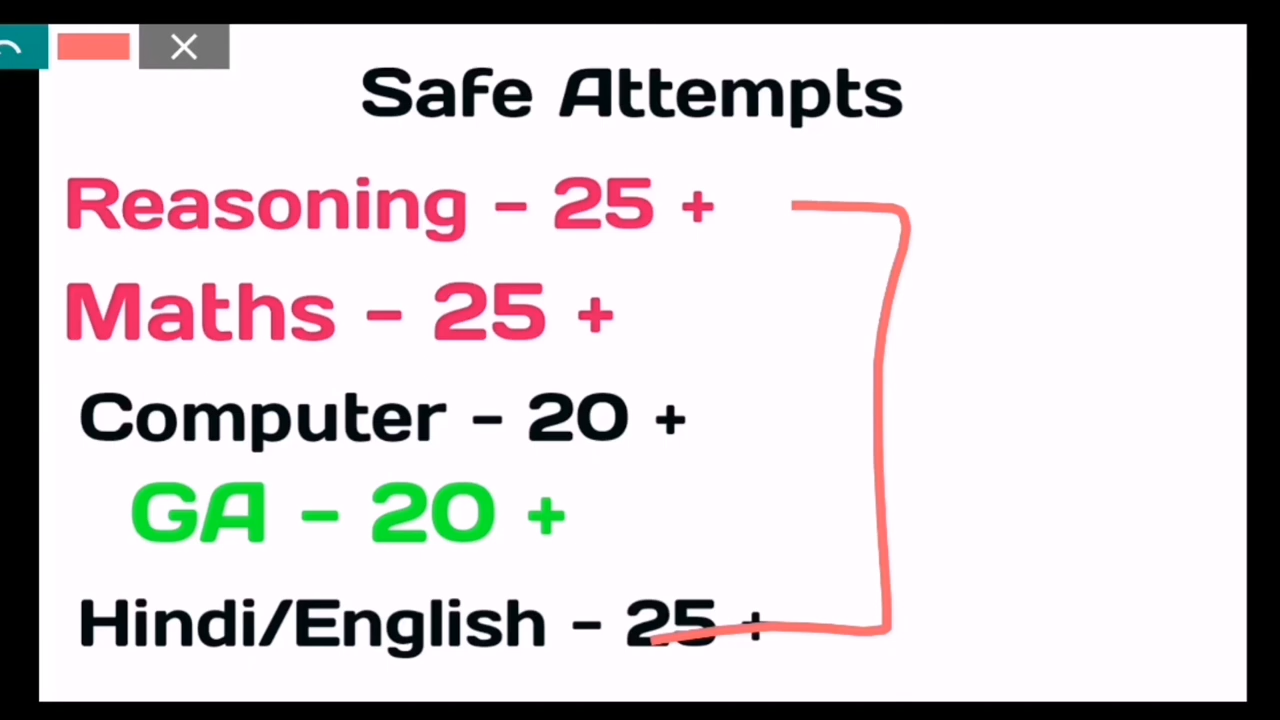 Safe Attempts
Reasoning - 25 +
Maths - 25 +
Computer - 20 +
GA - 20 +
Hindi/English - 25 +